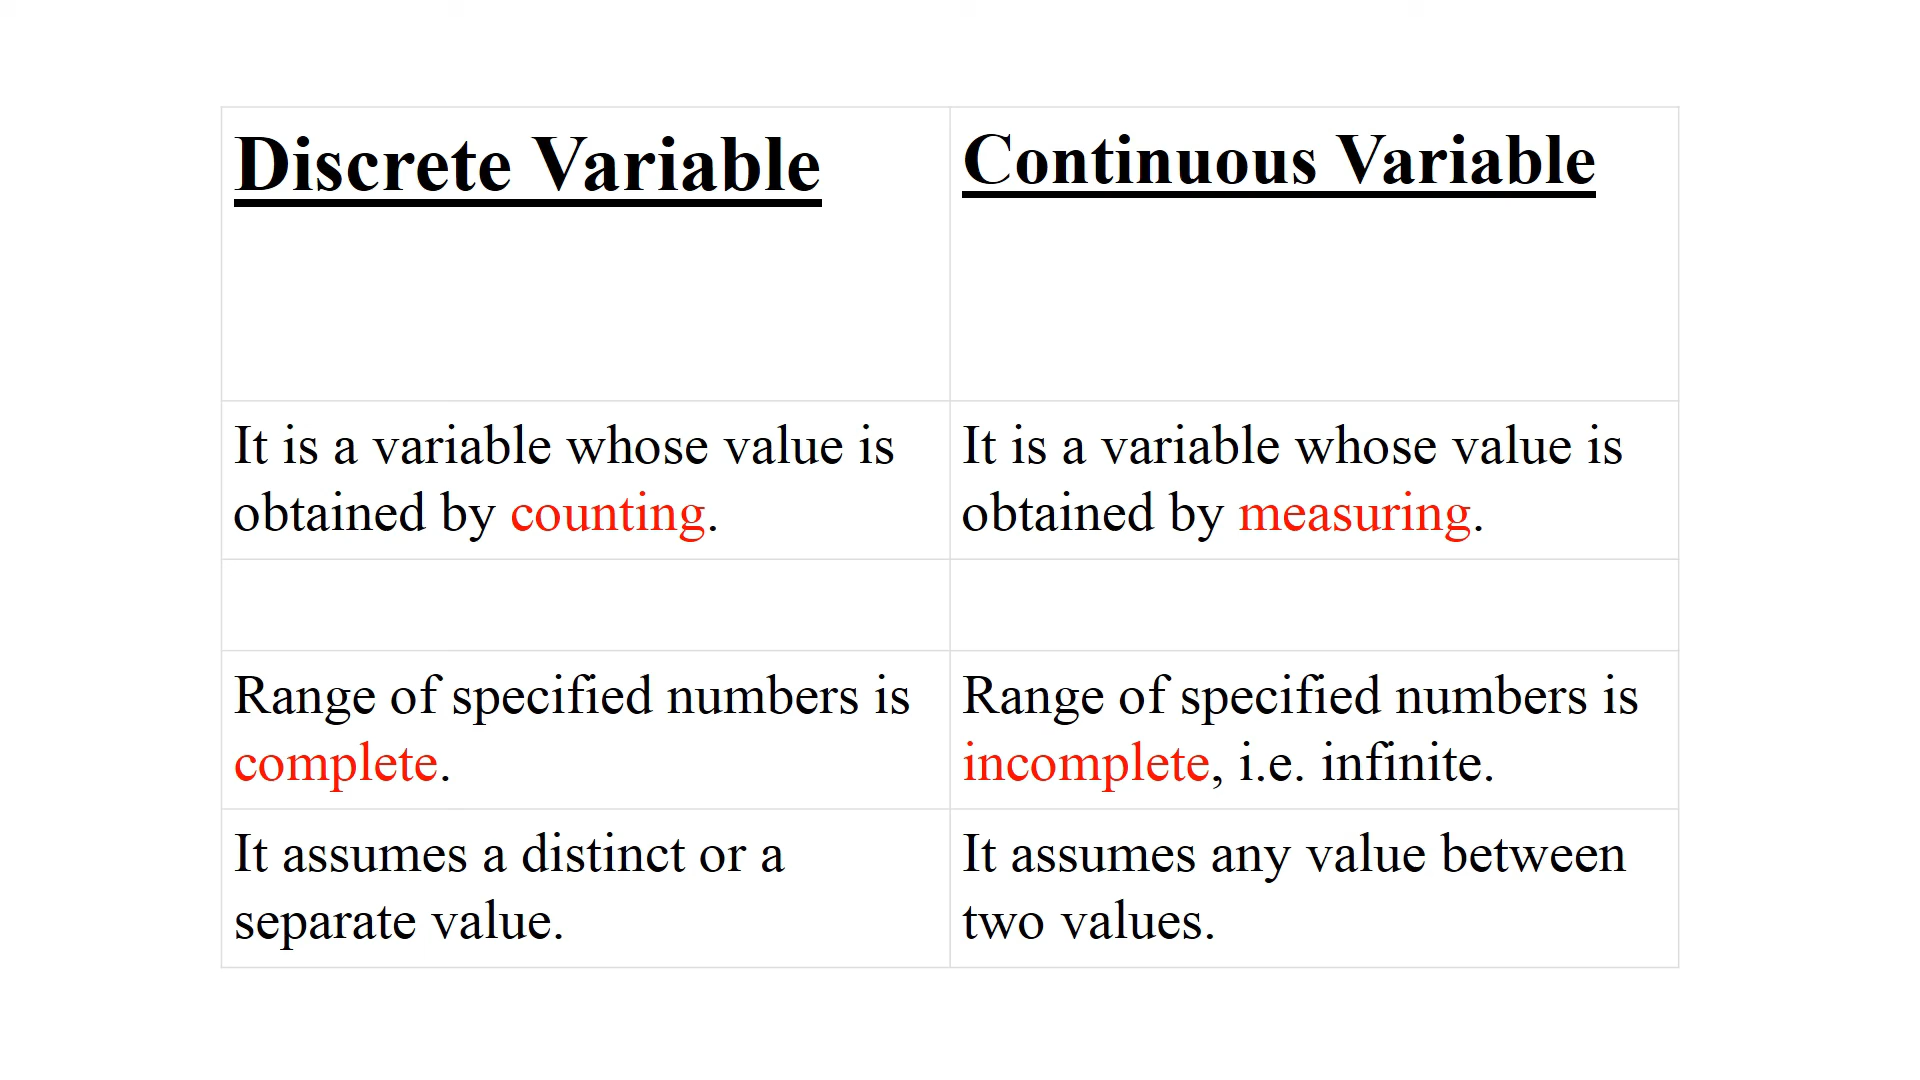 Discrete Variable
Continuous Variable
It is a variable whose value is
obtained by counting.
It is a variable whose value is
obtained by measuring.
Range of specified numbers is
complete.
Range of specified numbers is
incomplete, i.e. infinite.
It assumes a distinct or a
separate value.
It assumes any value between
two values.